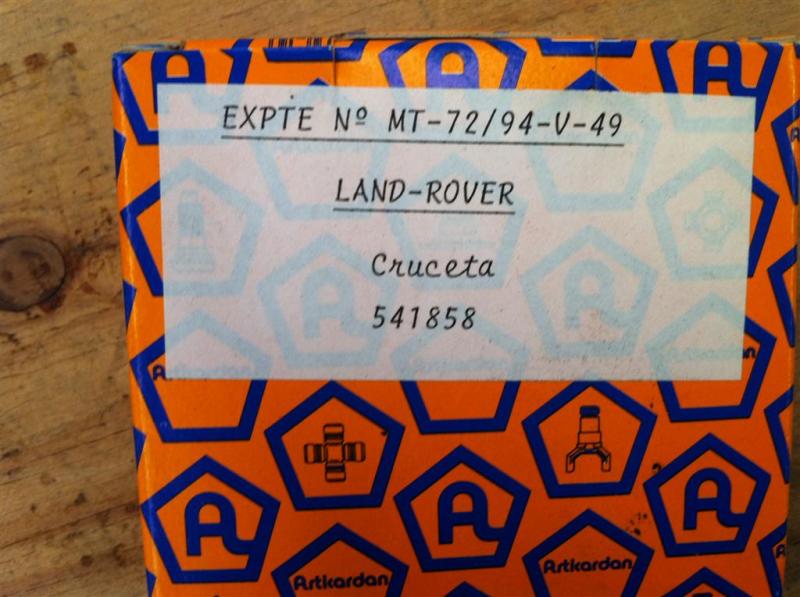 EXPTE Nº MT-72/94-V-49
LAND-ROVER
Cruceta
541858
Artkardan
Artkardan